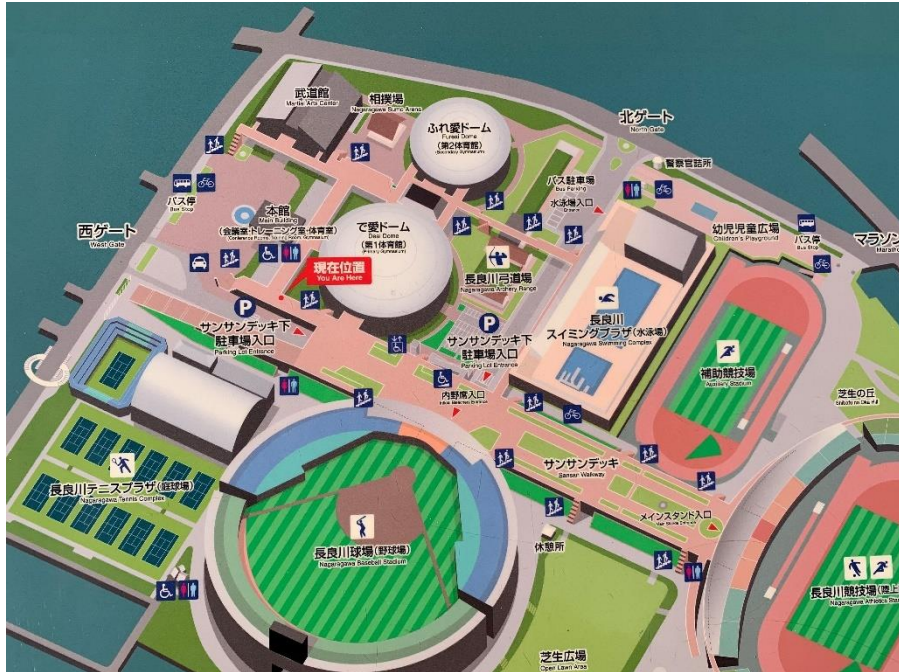 武道館
Martial Arts Center
相撲場
Nagaragawa Sumo Arena
ふれ愛ドーム
Fureai Dome
(第2体育館)
(Secondary Gymnasium)
北ゲート
North Gate
警察官詰所
バス駐車場
Bus Parking
水泳場入口
バス停
Bus Stop
本館
Main Building
(会議室・トレーニング室・体育室)
で愛ドーム
Deai Dome
(第1体育館)
(Primary Gymnasium)
幼児児童広場
Children's Playground
バス停
Bus Stop
マラソン
西ゲート
West Gate
現在位置
You Are Here
長良川弓道場
Nagaragawa Archery Range
P
サンサンデッキ下
駐車場入口
Parking Lot Entrance
P
サンサンデッキ下
駐車場入口
Parking Lot Entrance
長良川
スイミングプラザ(水泳場)
Nagaragawa Swimming Complex
補助競技場
Auxiliary Stadium
内野席入口
芝生の丘
長良川テニスプラザ(庭球場)
Nagaragawa Tennis Complex
サンサンデッキ
Sansan Walkway
メインスタンド入口
長良川球場(野球場)
Nagaragawa Baseball Stadium
休憩所
長良川競技場(陸上
芝生広場
Open Lawn Area